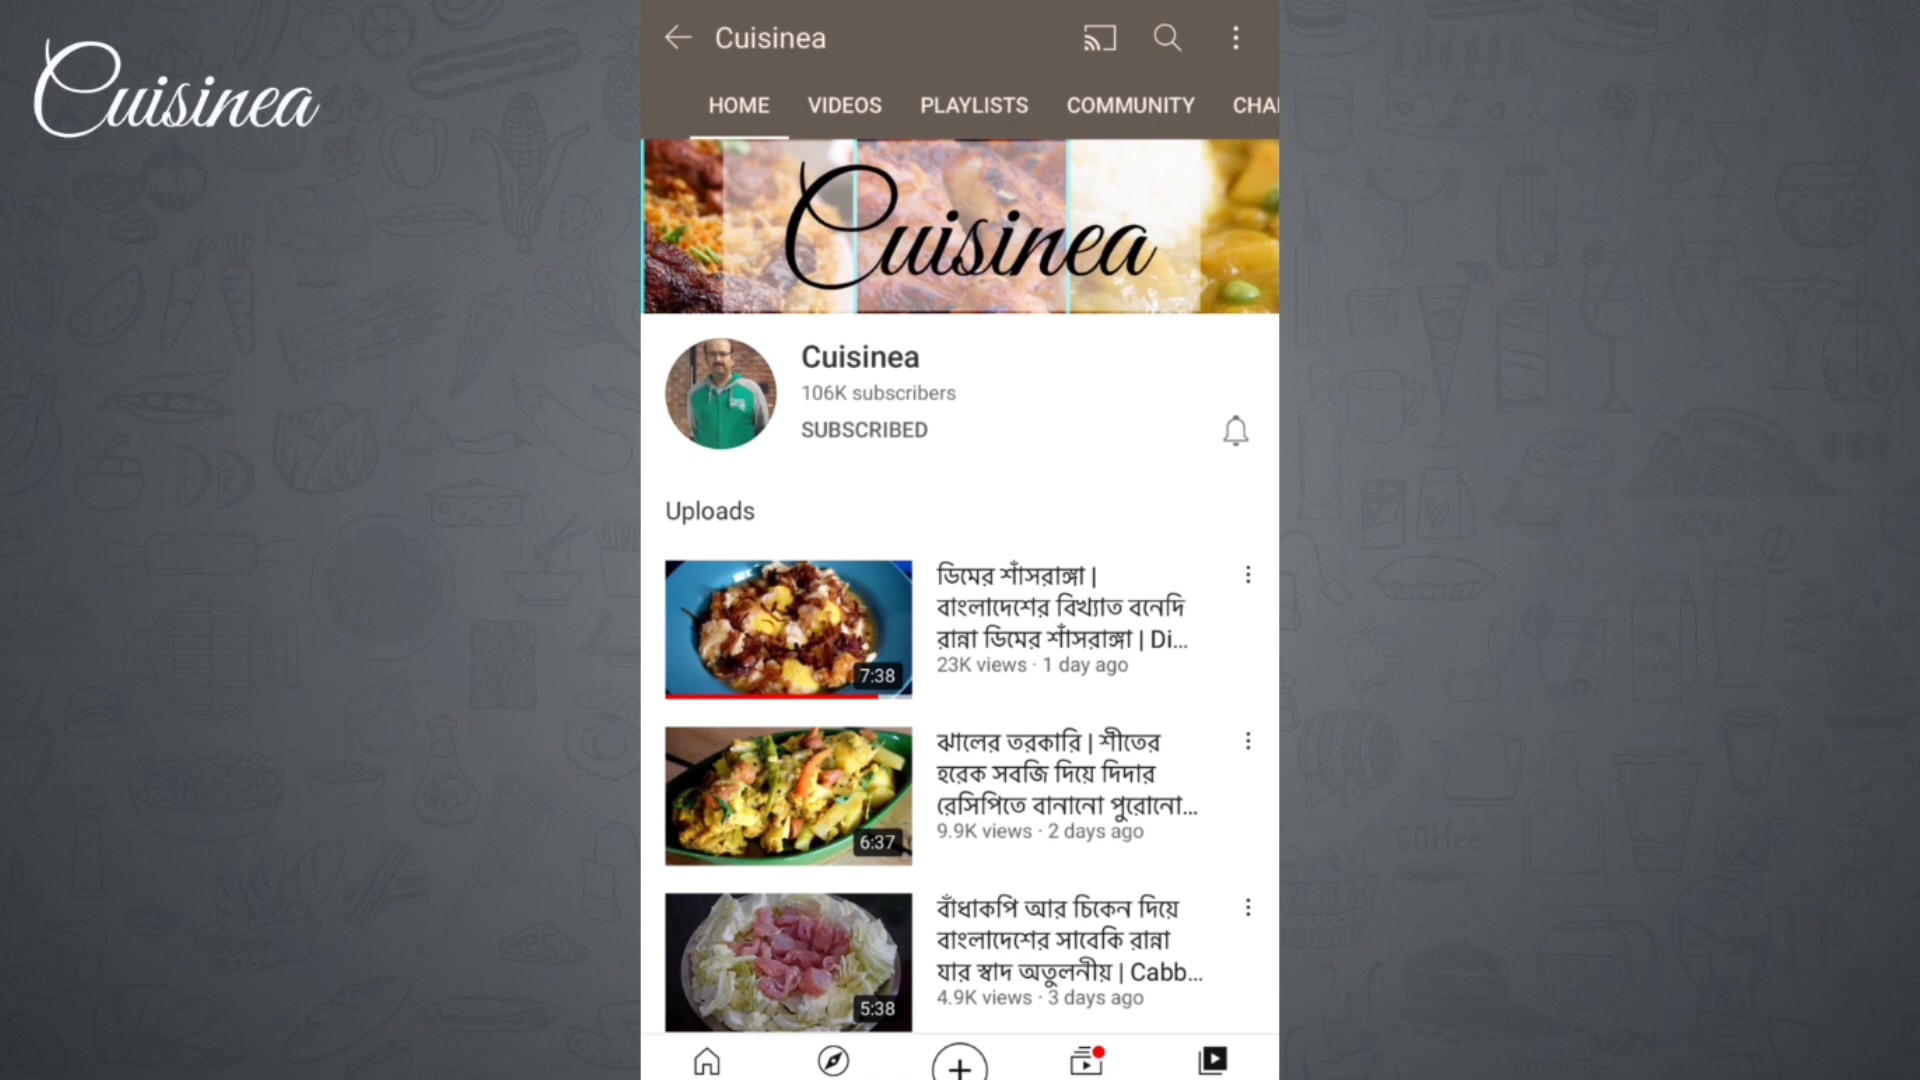 Cuisinea
Cuisinea
HOME VIDEOS PLAYLISTS COMMUNITY CHA
Cuisinea
Cuisinea
106K subscribers
SUBSCRIBED
Uploads
ডিমের শাঁসরাঙ্গা |
বাংলাদেশের বিখ্যাত বনেদি
রান্না ডিমের শাঁসরাঙ্গা | Di...
23K views · 1 day ago
7:38
ঝালের তরকারি | শীতের
হরেক সবজি দিয়ে দিদার
রেসিপিতে বানানো পুরোনো...
9.9K views · 2 days ago
6:37
বাঁধাকপি আর চিকেন দিয়ে
বাংলাদেশের সাবেকি রান্না
যার স্বাদ অতুলনীয় | Cabb...
4.9K views · 3 days ago
5:38
coffee